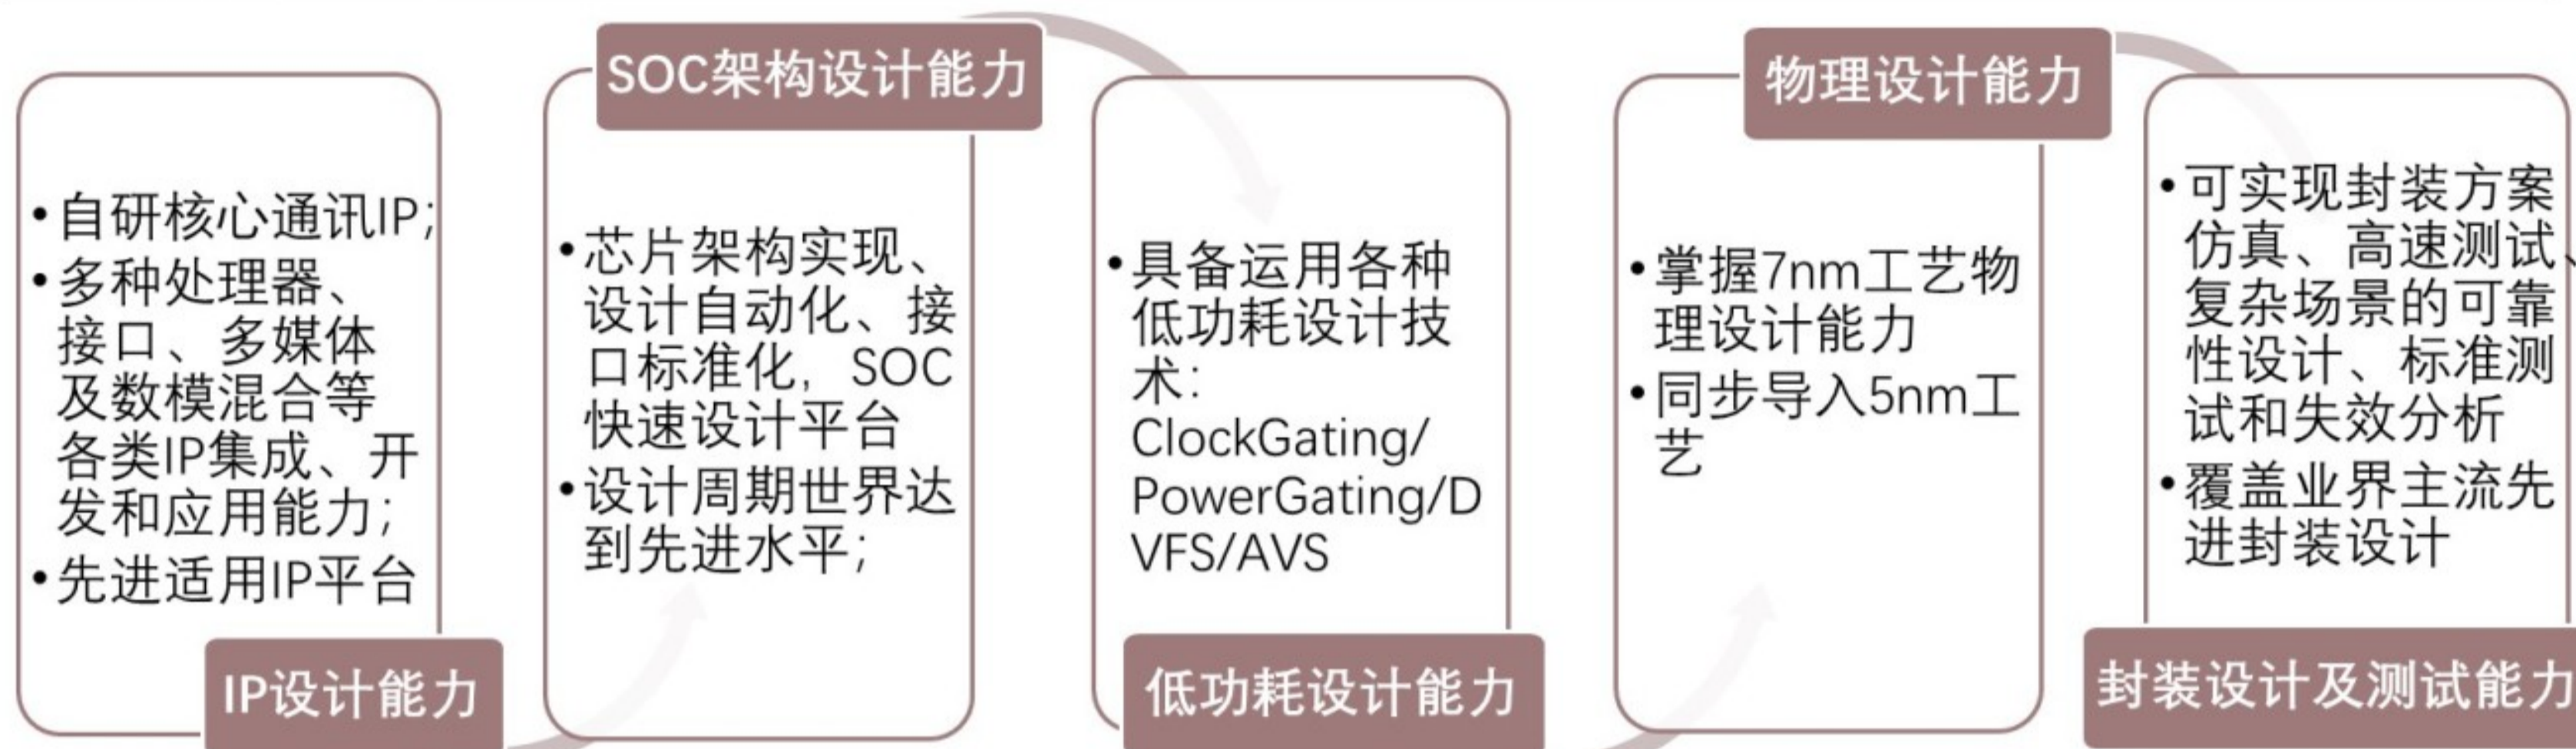 •自研核心通讯IP;
•多种处理器、
接口、多媒体
及数模混合等
各类IP集成、开
发和应用能力;
•先进适用IP平台
IP设计能力
SOC架构设计能力
•芯片架构实现、
设计自动化、接
口标准化，SOC
快速设计平台
•设计周期世界达
到先进水平;
•具备运用各种
低功耗设计技
术:
ClockGating/
PowerGating/D
VFS/AVS
低功耗设计能力
物理设计能力
•掌握7nm工艺物
理设计能力
•同步导入5nm工
艺
•可实现封装方案
仿真、高速测试、
复杂场景的可靠
性设计、标准测
试和失效分析
•覆盖业界主流先
进封装设计
封装设计及测试能力